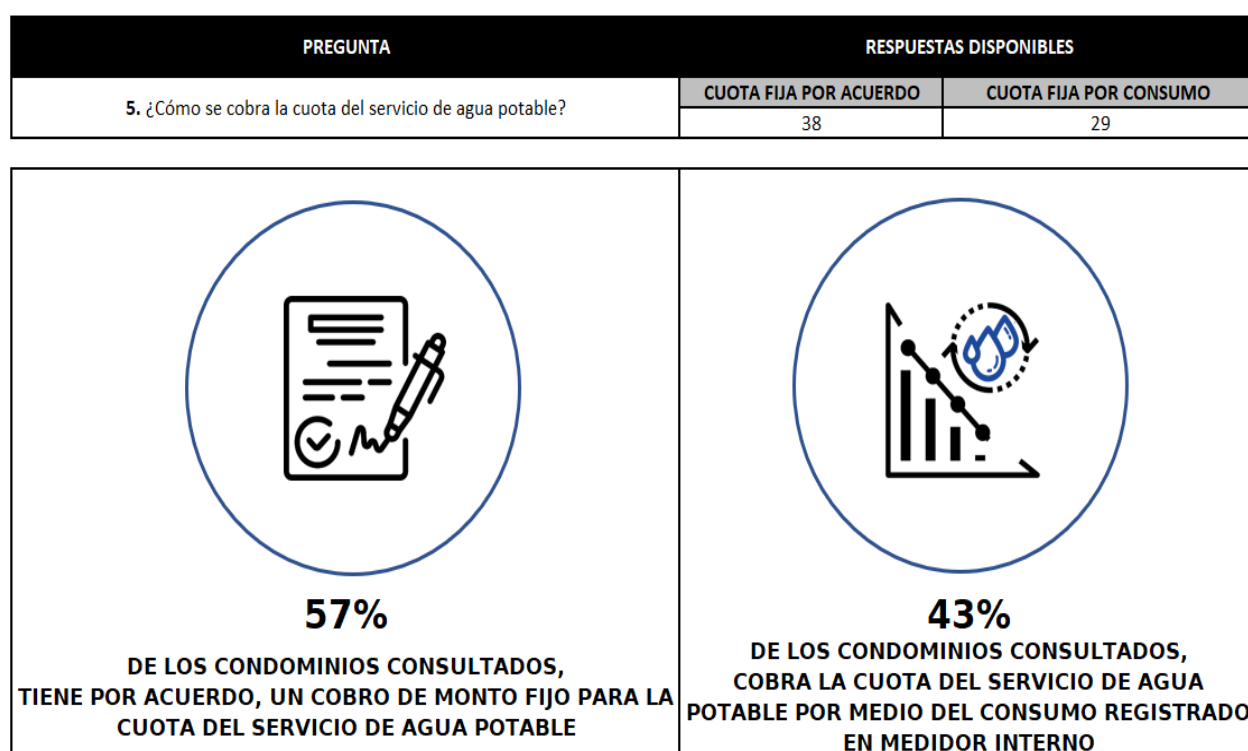 PREGUNTA
RESPUESTAS DISPONIBLES
5. ¿Cómo se cobra la cuota del servicio de agua potable?
CUOTA FIJA POR ACUERDO
CUOTA FIJA POR CONSUMO
38
29
57%
DE LOS CONDOMINIOS CONSULTADOS,
TIENE POR ACUERDO, UN COBRO DE MONTO FIJO PARA LA
CUOTA DEL SERVICIO DE AGUA POTABLE
43%
DE LOS CONDOMINIOS CONSULTADOS,
COBRA LA CUOTA DEL SERVICIO DE AGUA
POTABLE POR MEDIO DEL CONSUMO REGISTRADO
EN MEDIDOR INTERNO